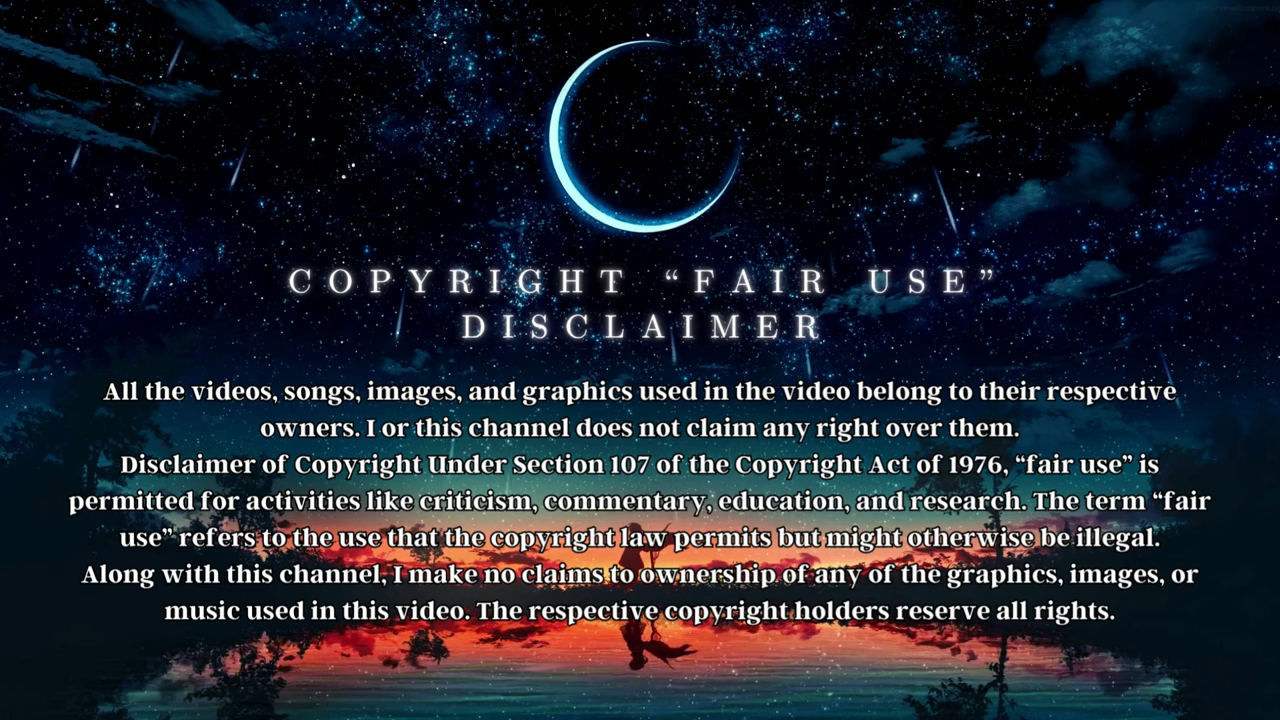 COPYRIGHT “FAIR USE”
DISCLAIMER
All the videos, songs, images, and graphics used in the video belong to their respective
owners. I or this channel does not claim any right over them.
Disclaimer of Copyright Under Section 107 of the Copyright Act of 1976, “fair use” is
permitted for activities like criticism, commentary, education, and research. The term “fair
use” refers to the use that the copyright law permits but might otherwise be illegal.
Along with this channel, I make no claims to ownership of any of the graphics, images, or
music used in this video. The respective copyright holders reserve all rights.